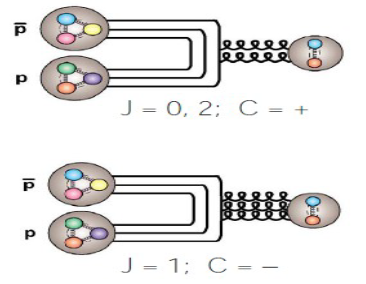 p̅
p
J = 0, 2; C = +
p̅
p
J = 1; C = −